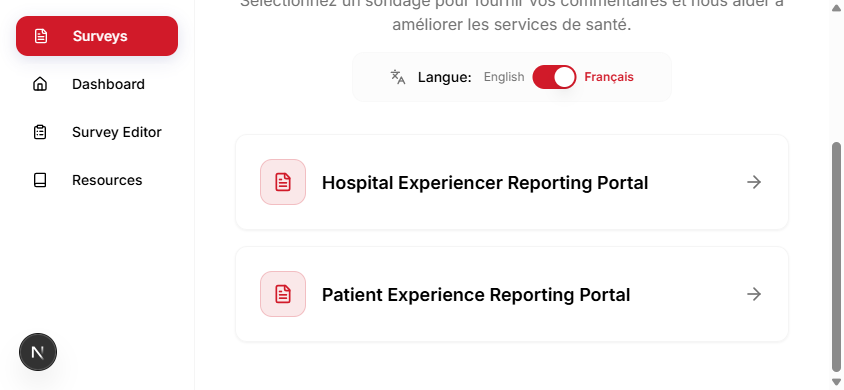 Surveys
Dashboard
Survey Editor
Resources
Sélectionnez un sondage pour fournir vos commentaires et nous aider à
améliorer les services de santé.
Langue: English Français
Hospital Experiencer Reporting Portal
Patient Experience Reporting Portal
N